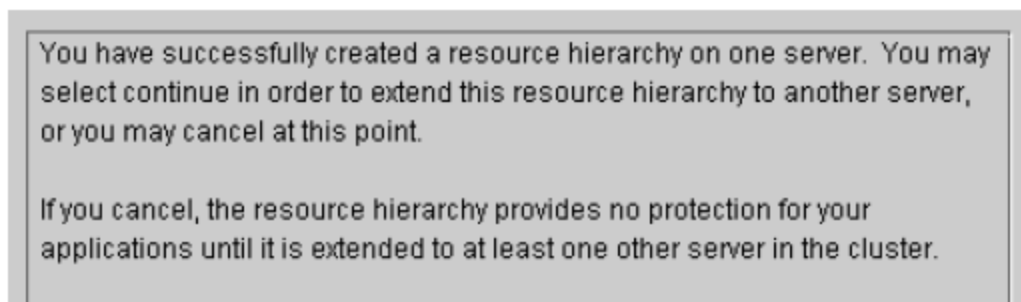 You have successfully created a resource hierarchy on one server.  You may
select continue in order to extend this resource hierarchy to another server,
or you may cancel at this point.
If you cancel, the resource hierarchy provides no protection for your
applications until it is extended to at least one other server in the cluster.